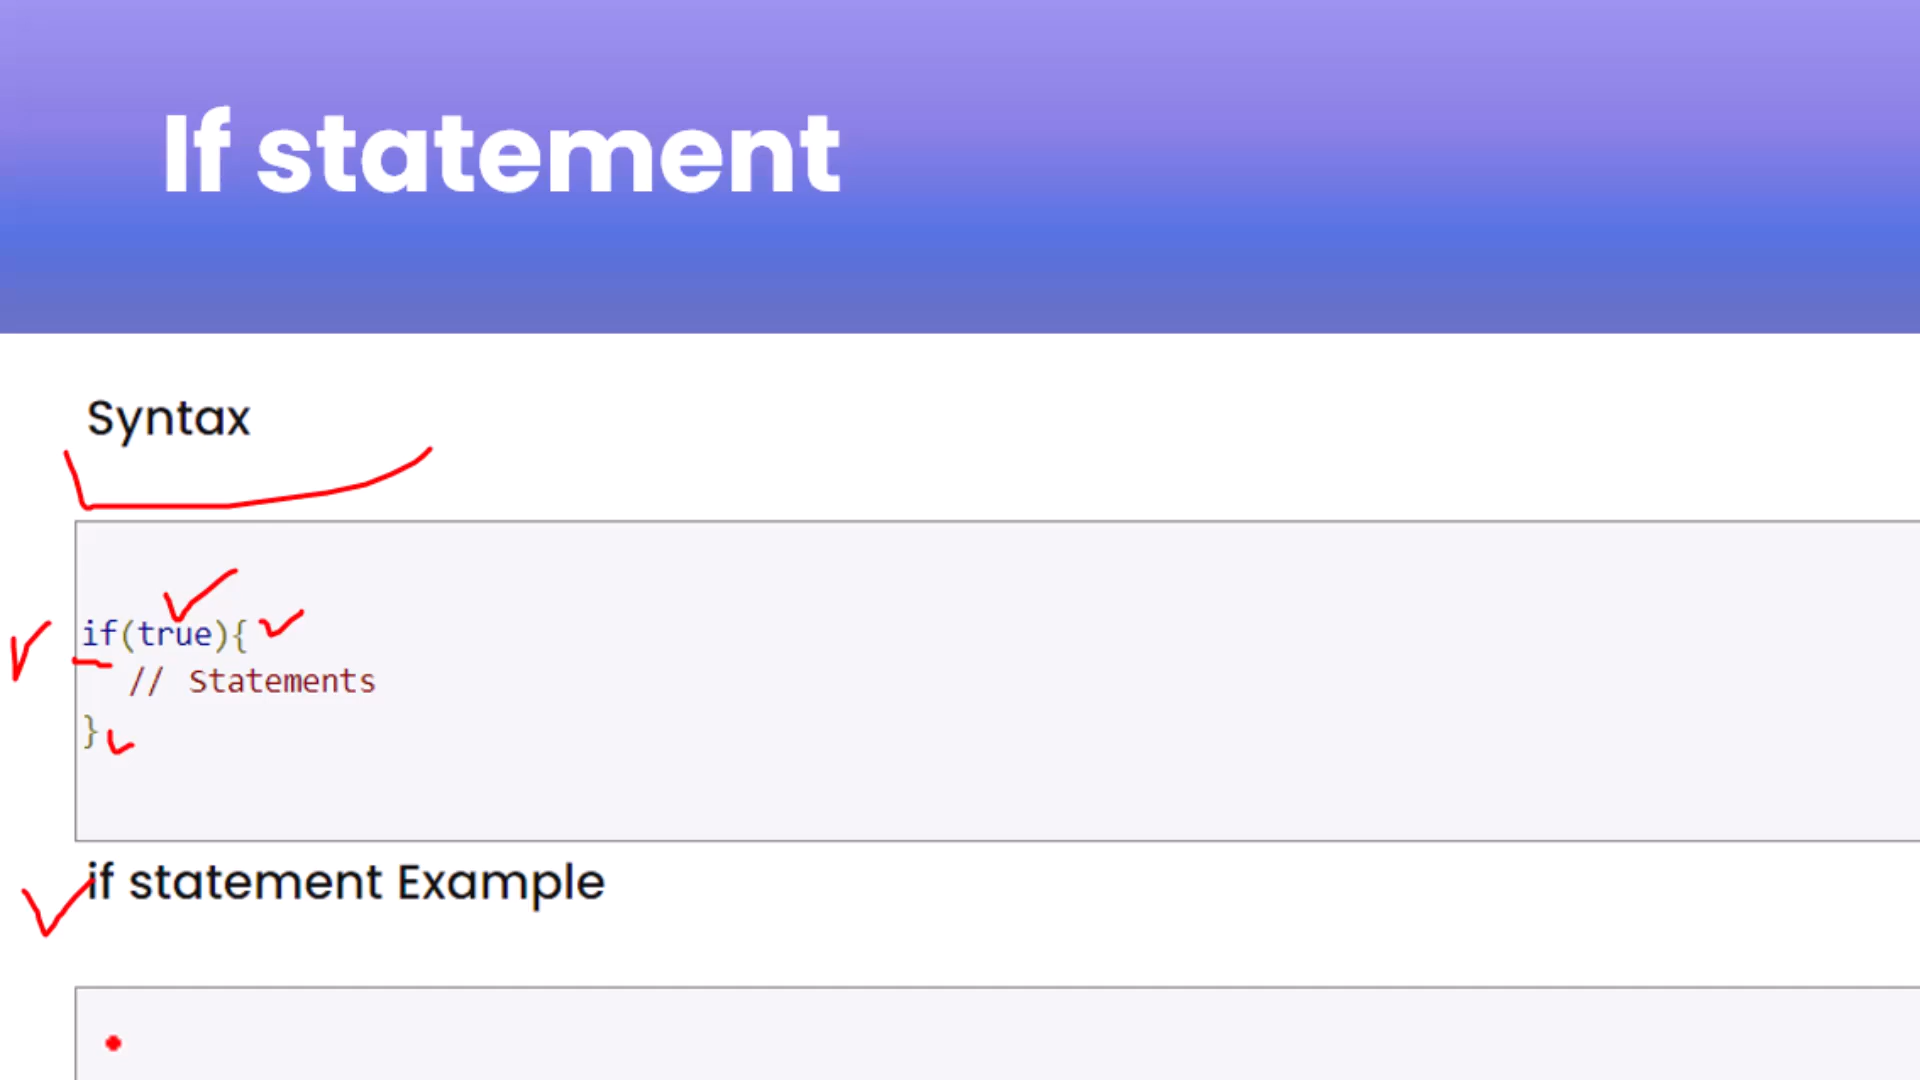 If statement
Syntax
if(true){
// Statements
}
if statement Example